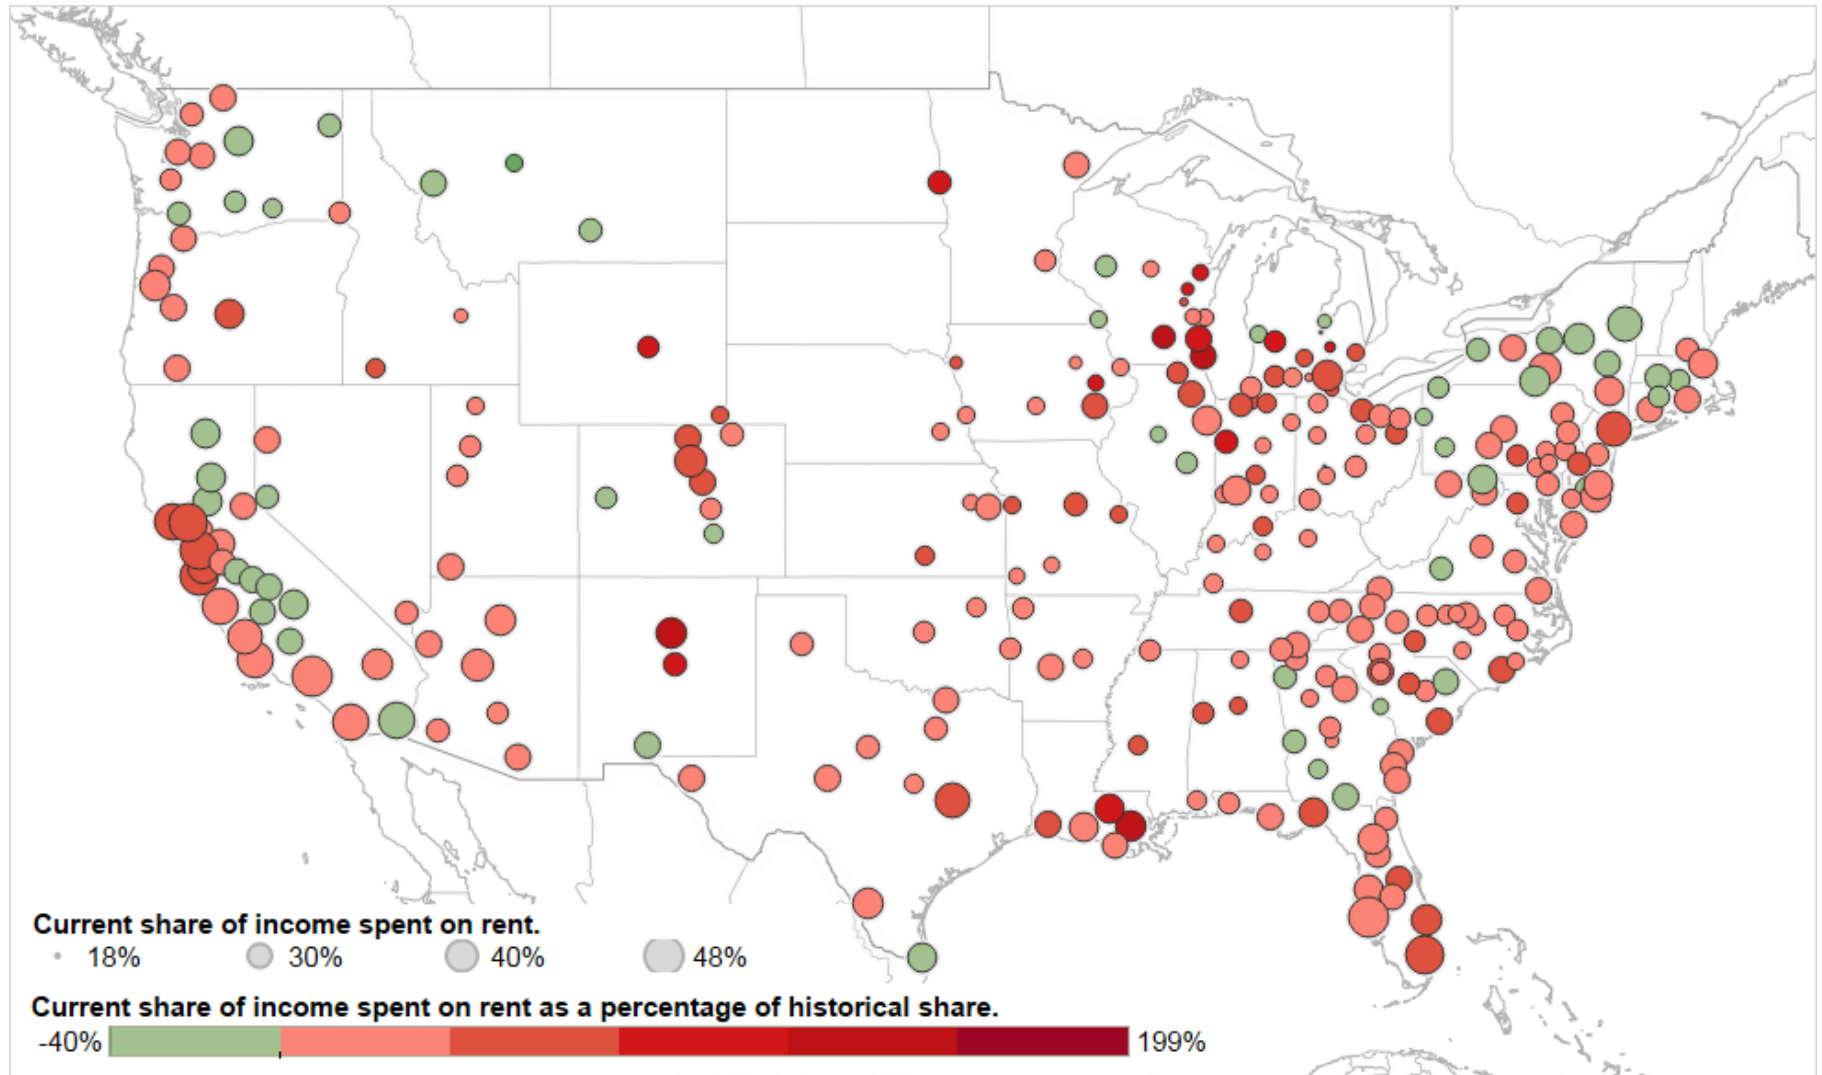 Current share of income spent on rent.
18% 30% 40% 48%
Current share of income spent on rent as a percentage of historical share.
-40% 199%